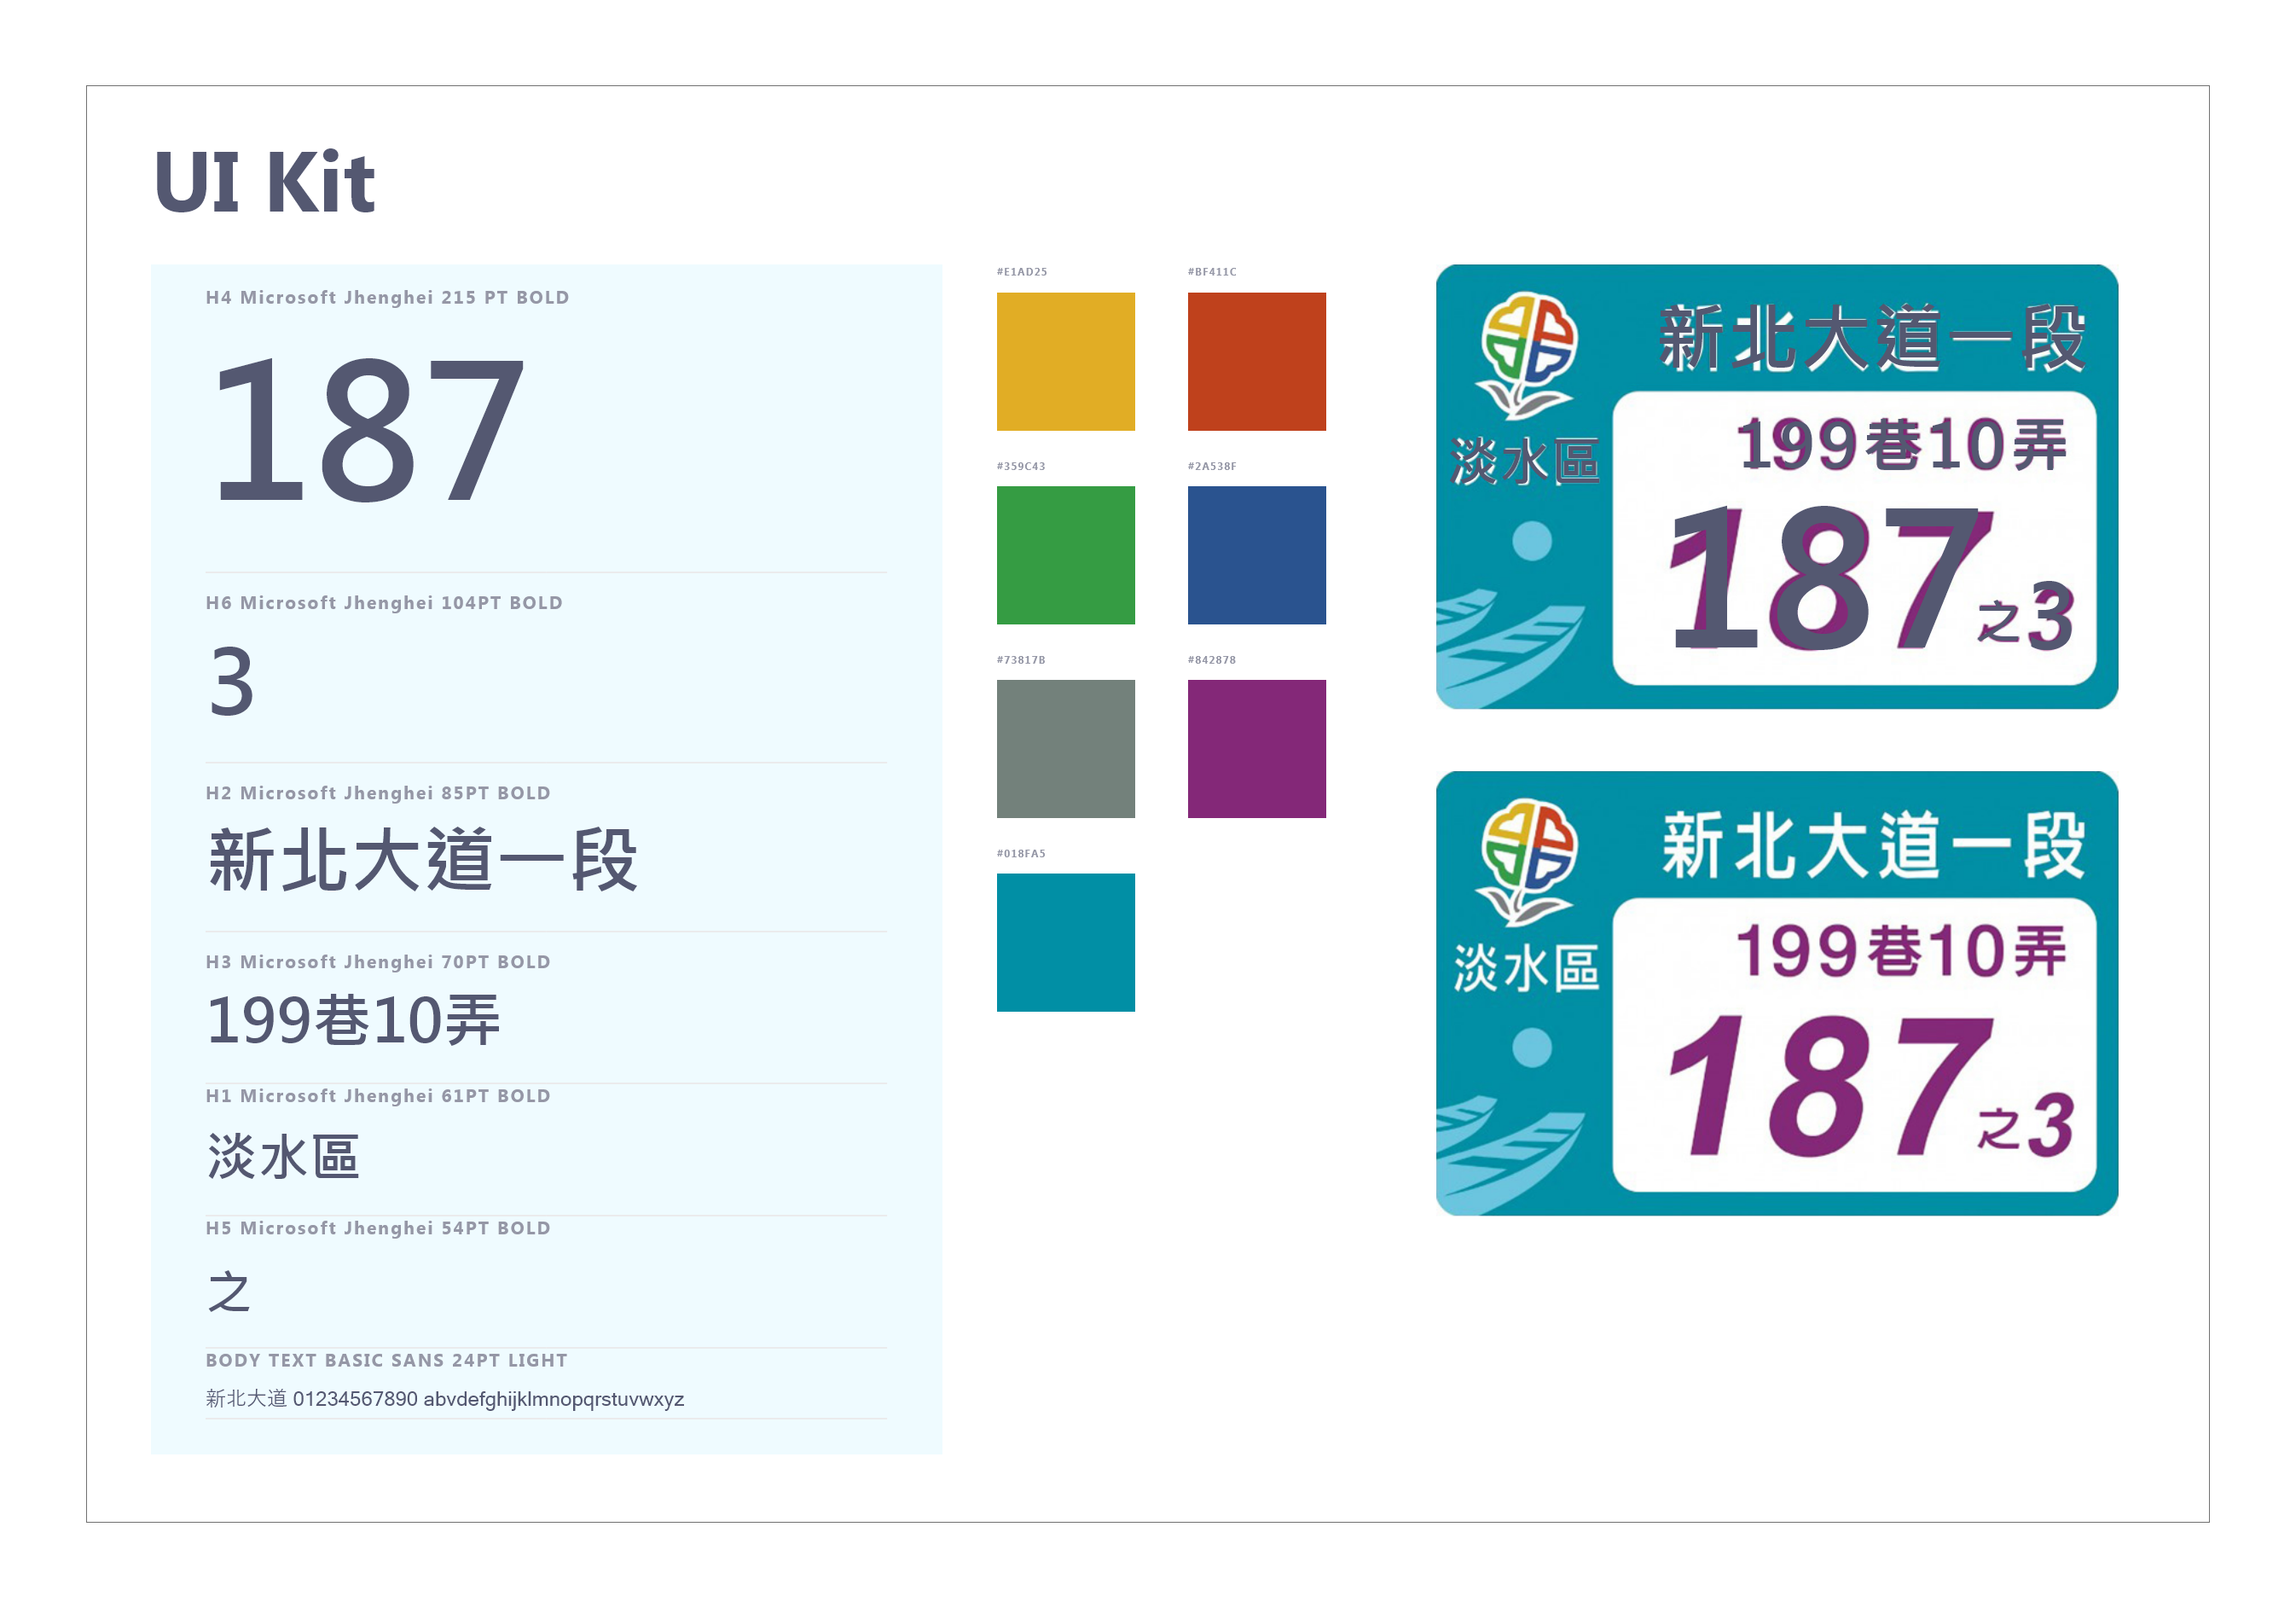 UI Kit
H4 Microsoft Jhenghei 215 PT BOLD
187
H6 Microsoft Jhenghei 104PT BOLD
3
H2 Microsoft Jhenghei 85PT BOLD
新北大道一段
H3 Microsoft Jhenghei 70PT BOLD
199巷10弄
H1 Microsoft Jhenghei 61PT BOLD
淡水區
H5 Microsoft Jhenghei 54PT BOLD
之
BODY TEXT BASIC SANS 24PT LIGHT
新北大道 01234567890 abvdefghijklmnopqrstuvwxyz
#E1AD25
#BF411C
#359C43
#2A538F
#73817B
#842878
#018FA5
新北大道一段
淡水區
199巷10弄
187之3
新北大道一段
淡水區
199巷10弄
187之3